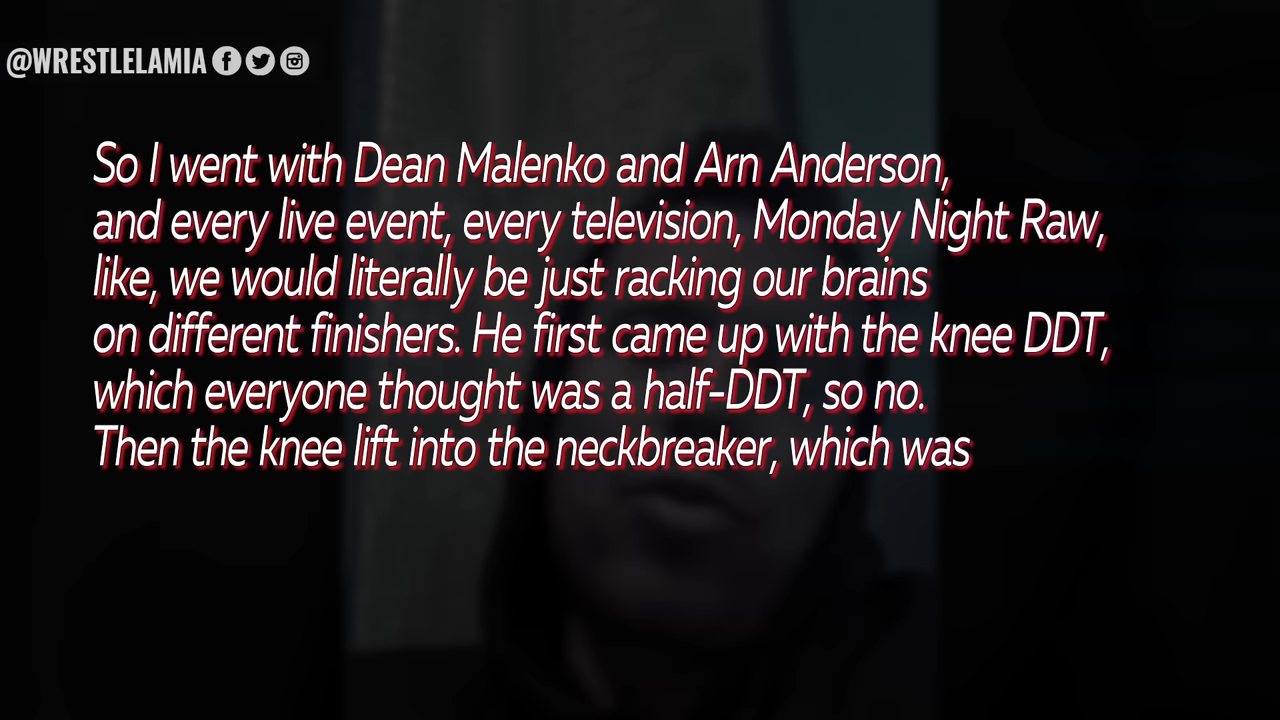 @WRESTLELAMIA
So I went with Dean Malenko and Arn Anderson,
and every live event, every television, Monday Night Raw,
like, we would literally be just racking our brains
on different finishers. He first came up with the knee DDT,
which everyone thought was a half-DDT, so no.
Then the knee lift into the neckbreaker, which was